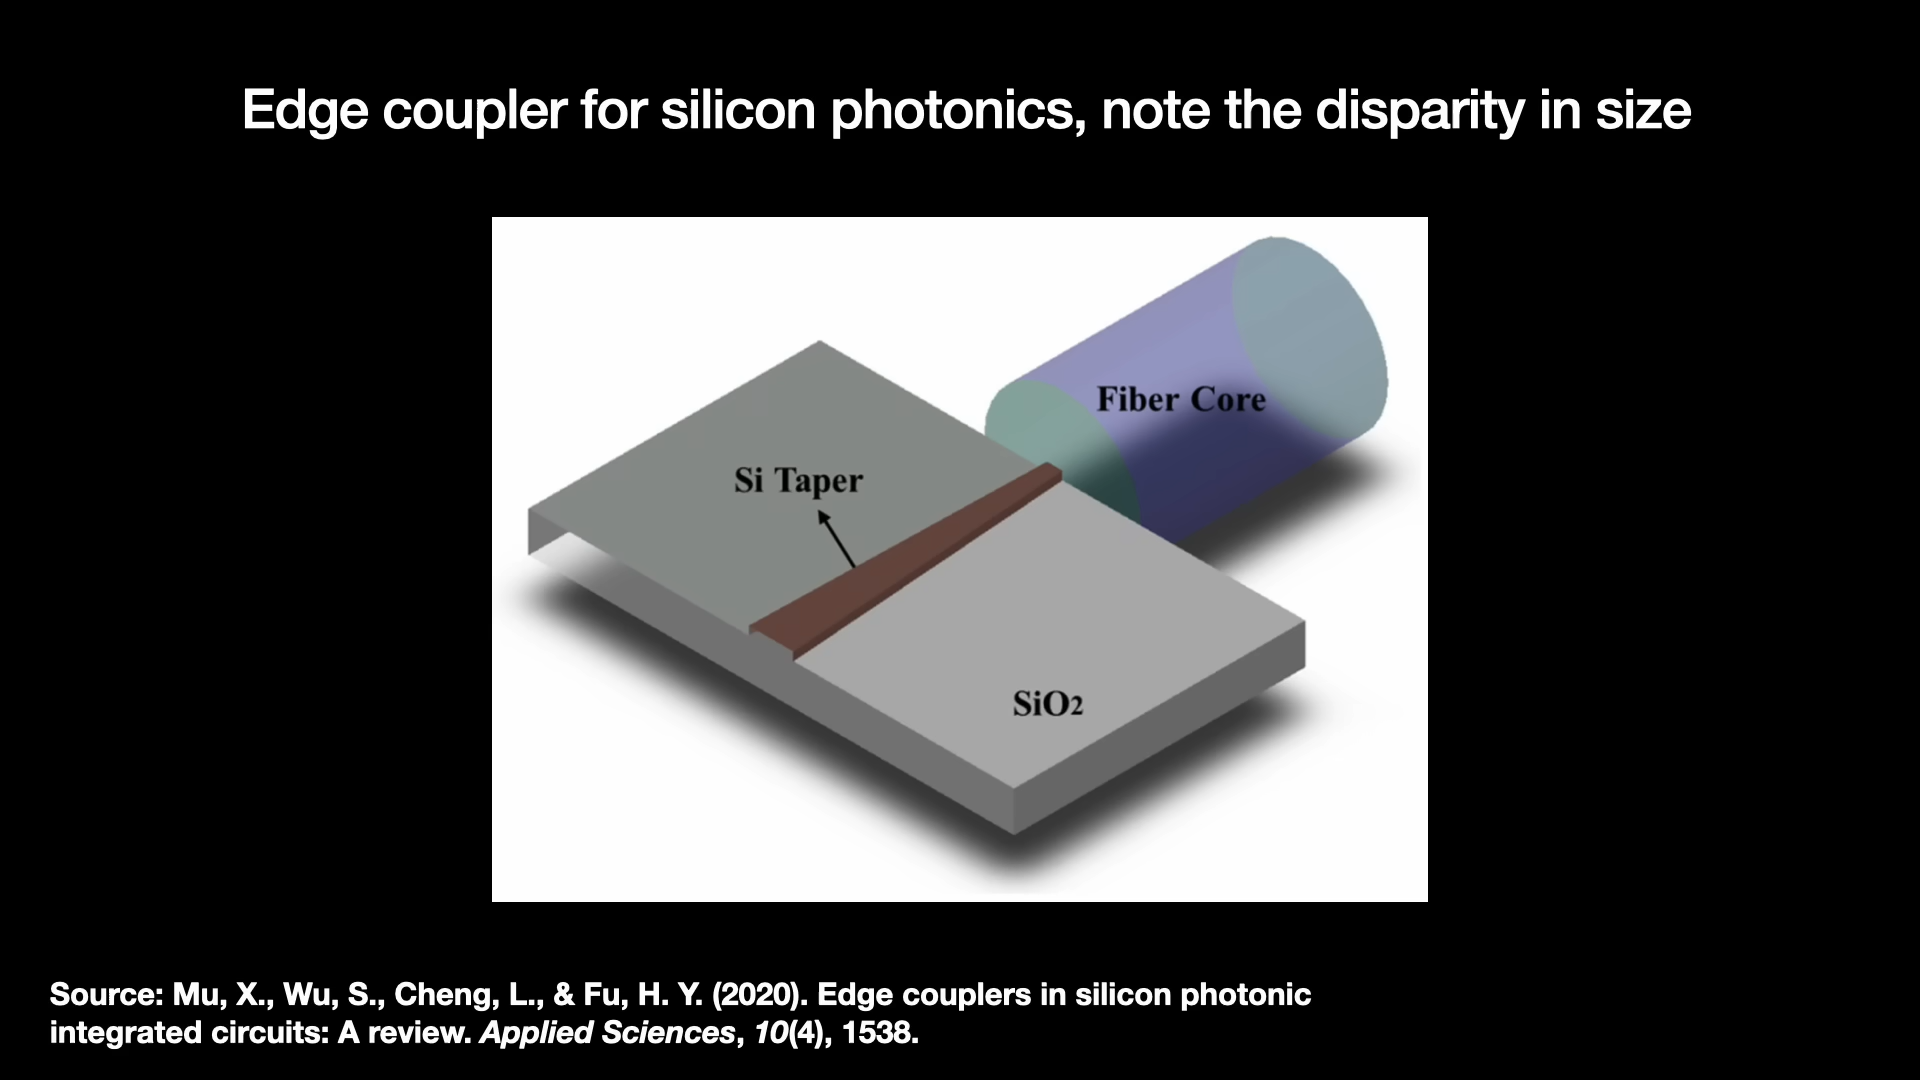 Edge coupler for silicon photonics, note the disparity in size
Fiber Core
Si Taper
SiO2
Source: Mu, X., Wu, S., Cheng, L., & Fu, H. Y. (2020). Edge couplers in silicon photonic
integrated circuits: A review. Applied Sciences, 10(4), 1538.